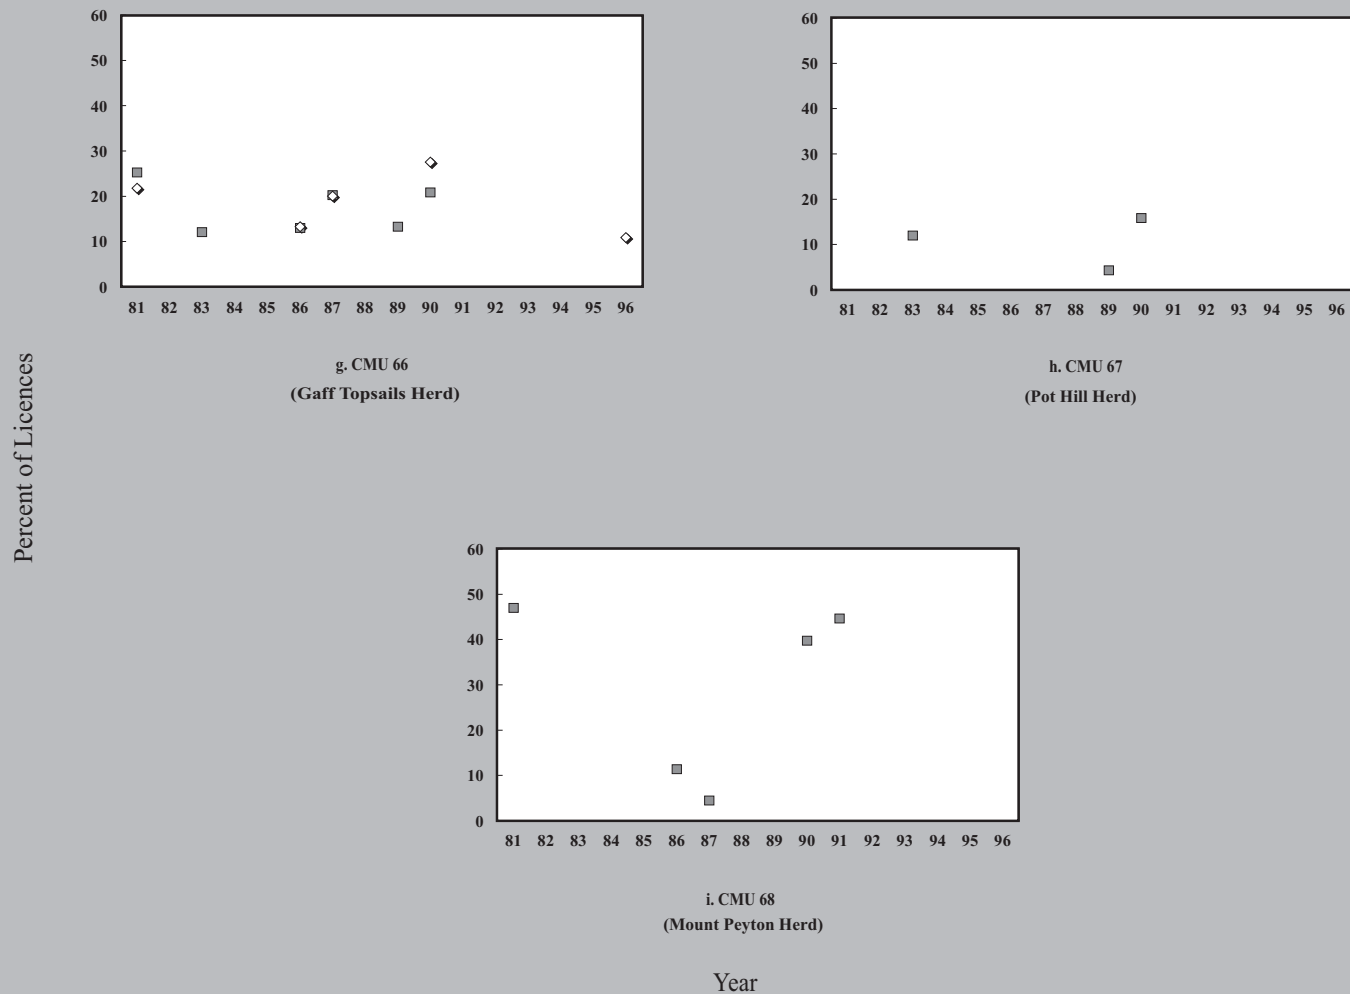 60
50
40
30
20
10
0
81 82 83 84 85 86 87 88 89 90 91 92 93 94 95 96
g. CMU 66
(Gaff Topsails Herd)
60
50
40
30
20
10
0
81 82 83 84 85 86 87 88 89 90 91 92 93 94 95 96
h. CMU 67
(Pot Hill Herd)
Percent of Licences
60
50
40
30
20
10
0
81 82 83 84 85 86 87 88 89 90 91 92 93 94 95 96
i. CMU 68
(Mount Peyton Herd)
Year